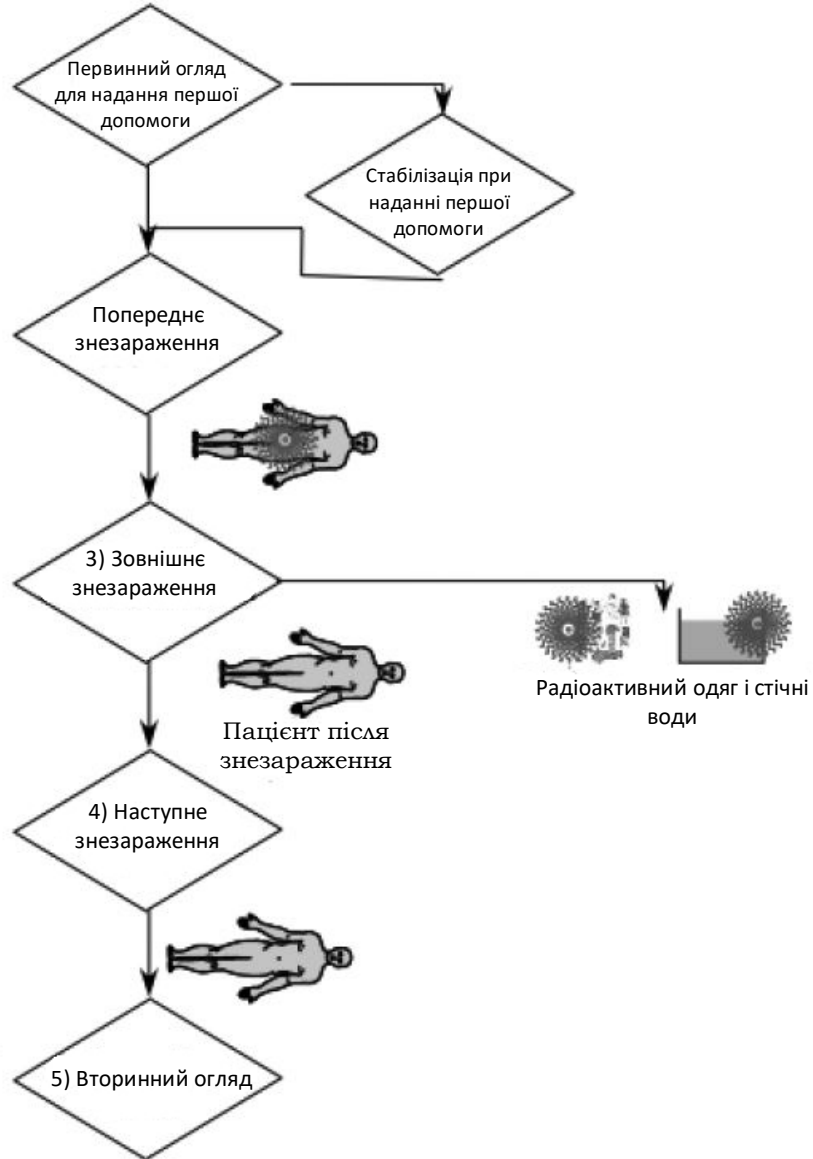 Первинний огляд
для надання першої
допомоги
Стабілізація при
наданні першої
допомоги
Попереднє
знезараження
3) Зовнішнє
знезараження
Радіоактивний одяг і стічні
води
Пацієнт після
знезараження
4) Наступне
знезараження
5) Вторинний огляд